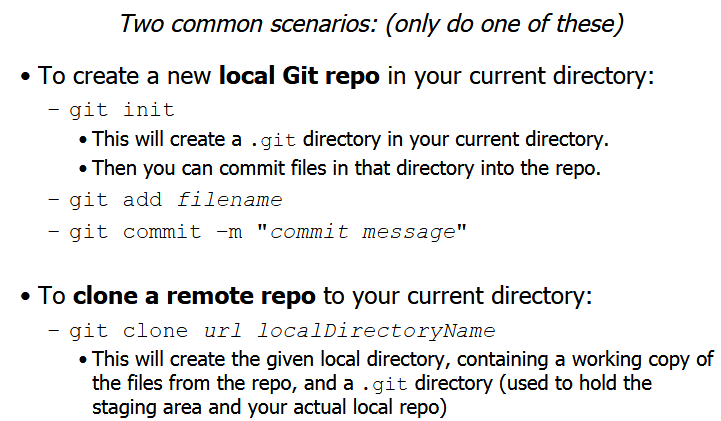 Two common scenarios: (only do one of these)
• To create a new local Git repo in your current directory:
– git init
• This will create a .git directory in your current directory.
• Then you can commit files in that directory into the repo.
– git add filename
– git commit –m "commit message"
• To clone a remote repo to your current directory:
– git clone url localDirectoryName
• This will create the given local directory, containing a working copy of
the files from the repo, and a .git directory (used to hold the
staging area and your actual local repo)